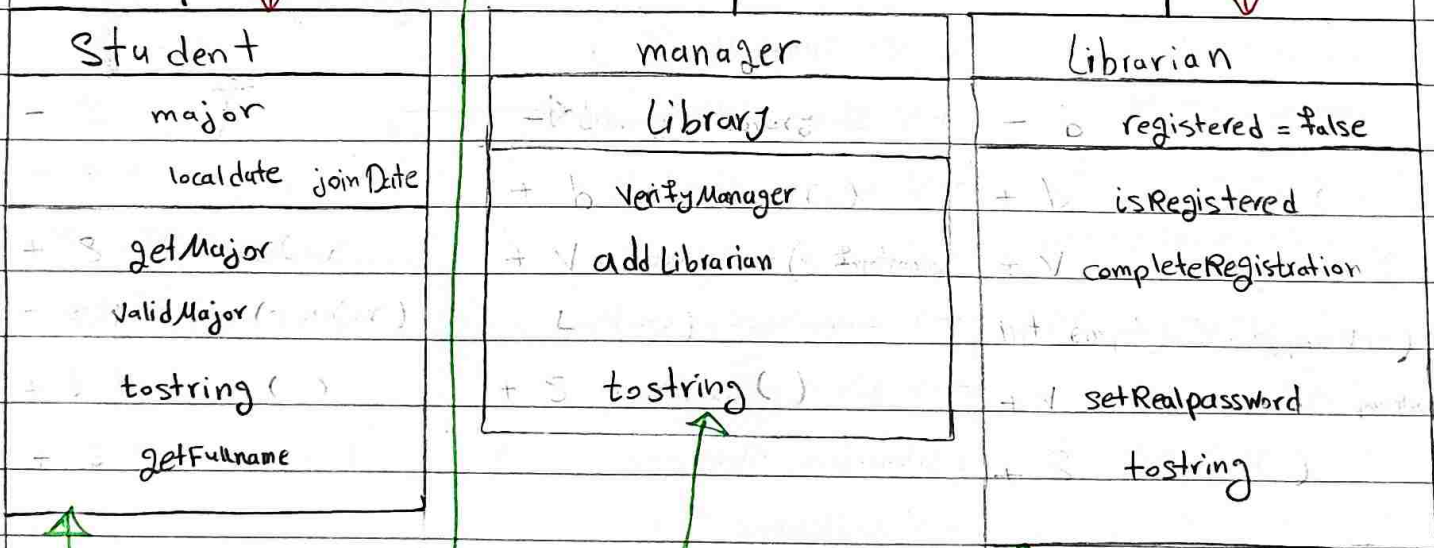 Student
- major
localdate joinDate
+ S getMajor
validMajor(
tostring ( )
getFullname
manager
Library
+ b VerifyManager
+ V addLibrarian (
L
+ S tostring ( )
Librarian
- b registered = false
+ isRegistered
+ V completeRegistration
int
+ setRealpassword
+ tostring